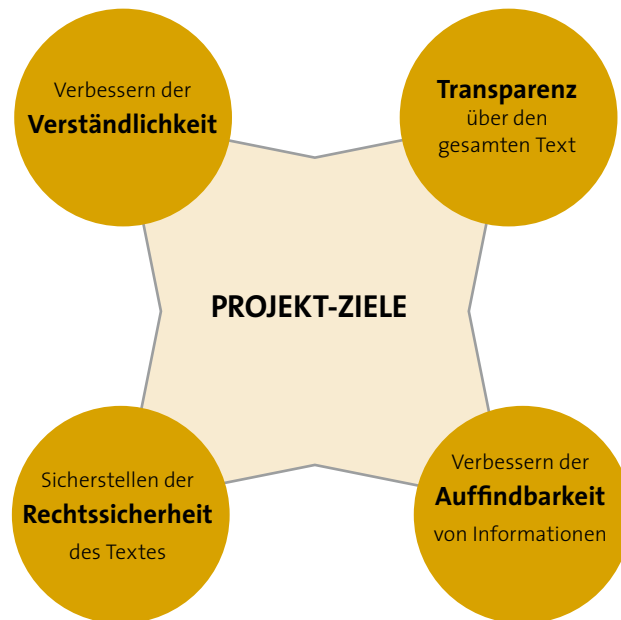 Verbessern der
Verständlichkeit
Transparenz
über den
gesamten Text
PROJEKT-ZIELE
Sicherstellen der
Rechtssicherheit
des Textes
Verbessern der
Auffindbarkeit
von Informationen